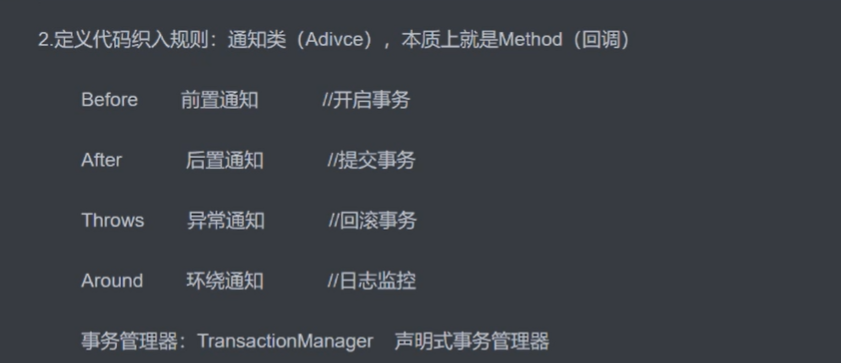 2.定义代码织入规则：通知类（Adivce），本质上就是Method（回调）
Before 前置通知 //开启事务
After 后置通知 //提交事务
Throws 异常通知 //回滚事务
Around 环绕通知 //日志监控
事务管理器：TransactionManager 声明式事务管理器